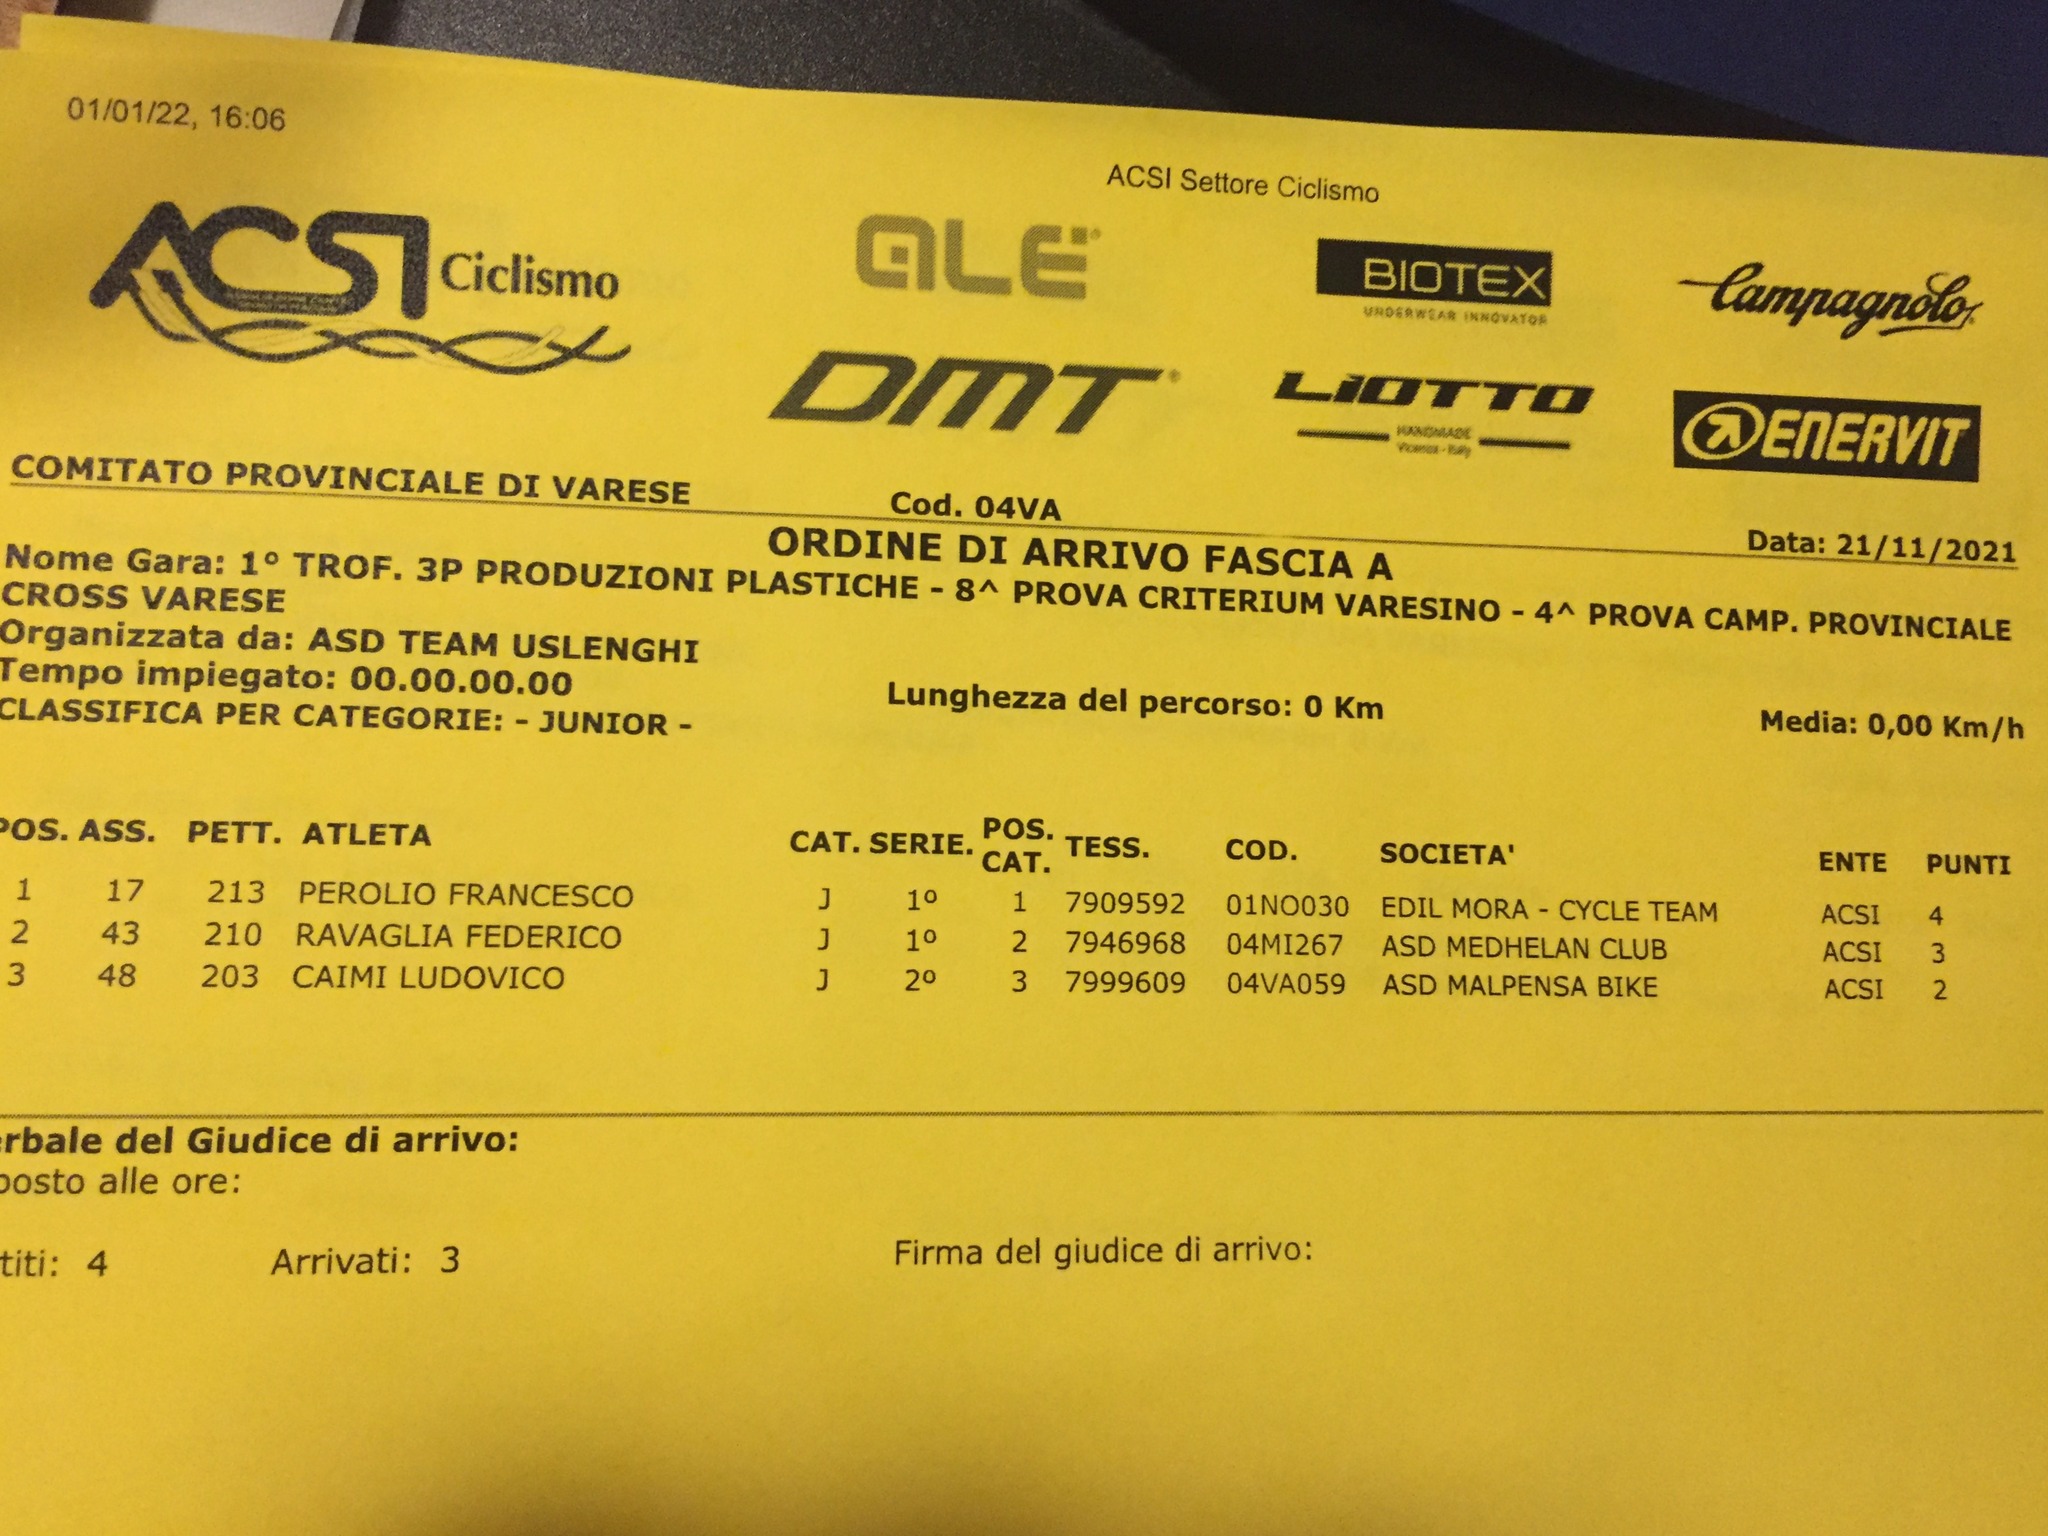 01/01/22, 16:06
ACSI Settore Ciclismo
ACSI Ciclismo
ALÉ
BIOTEX
UNDERWEAR INNOVATOR
Campagnolo
DMT
LIOTTO
HANDMADE
Vicenza - Italy
ENERVIT
COMITATO PROVINCIALE DI VARESE Cod. 04VA Data: 21/11/2021
ORDINE DI ARRIVO FASCIA A
Nome Gara: 1° TROF. 3P PRODUZIONI PLASTICHE - 8^ PROVA CRITERIUM VARESINO - 4^ PROVA CAMP. PROVINCIALE
CROSS VARESE
Organizzata da: ASD TEAM USLENGHI
Tempo impiegato: 00.00.00.00 Lunghezza del percorso: 0 Km Media: 0,00 Km/h
CLASSIFICA PER CATEGORIE: - JUNIOR -
POS. ASS. PETT. ATLETA CAT. SERIE. POS. CAT. TESS. COD. SOCIETA' ENTE PUNTI
1 17 213 PEROLIO FRANCESCO J 1º 1 7909592 01NO030 EDIL MORA - CYCLE TEAM ACSI 4
2 43 210 RAVAGLIA FEDERICO J 1º 2 7946968 04MI267 ASD MEDHELAN CLUB ACSI 3
3 48 203 CAIMI LUDOVICO J 2º 3 7999609 04VA059 ASD MALPENSA BIKE ACSI 2
erbale del Giudice di arrivo:
posto alle ore:
titi: 4 Arrivati: 3 Firma del giudice di arrivo: